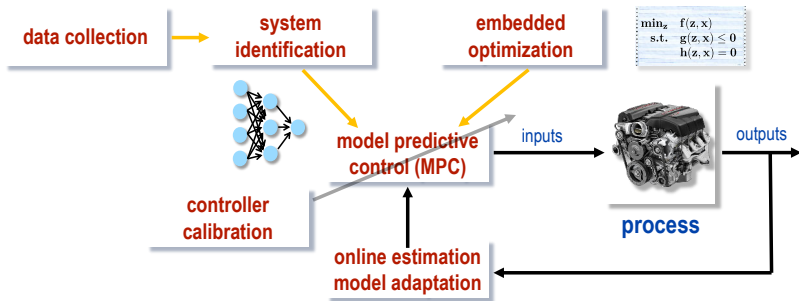 data collection
system
identification
embedded
optimization
min_z f(z, x)
s.t. g(z, x) ≤ 0
h(z, x) = 0
model predictive
control (MPC)
inputs
outputs
controller
calibration
process
online estimation
model adaptation